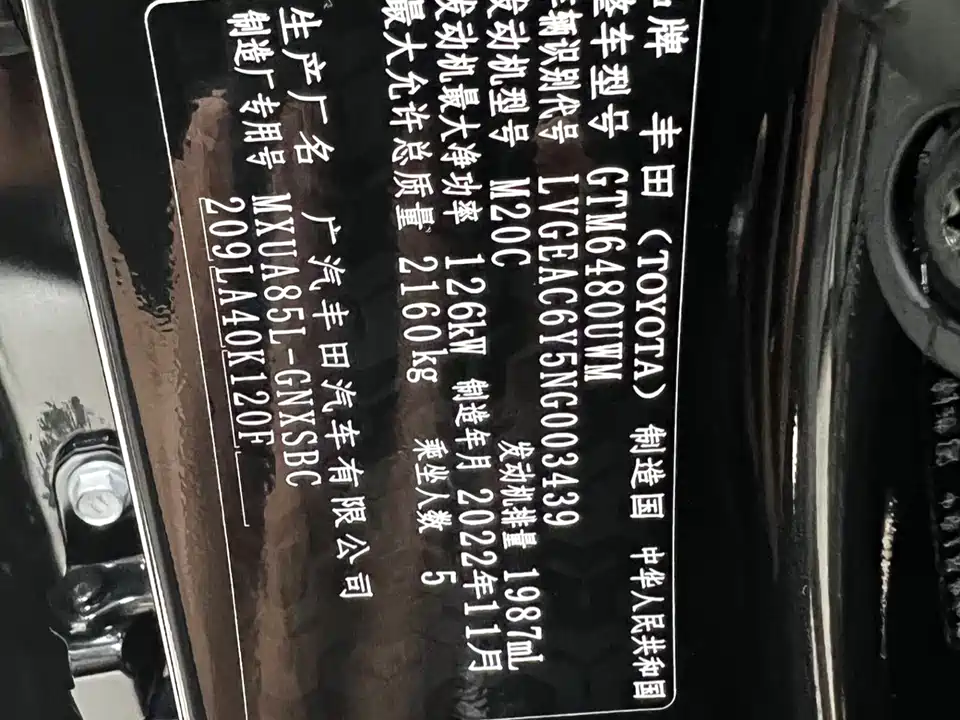 品牌 丰田（TOYOTA） 制造国 中华人民共和国
整车型号 GTM6480UWM
车辆识别代号 LVGEAC6Y5NG003439
发动机型号 M20C 发动机排量 1987mL
发动机最大净功率 126kW 制造年月 2022年11月
最大允许总质量 2160kg 乘坐人数 5
生产厂名 广汽丰田汽车有限公司
制造厂专用号 MXUA85L-GNXSBC
209LA40K120F